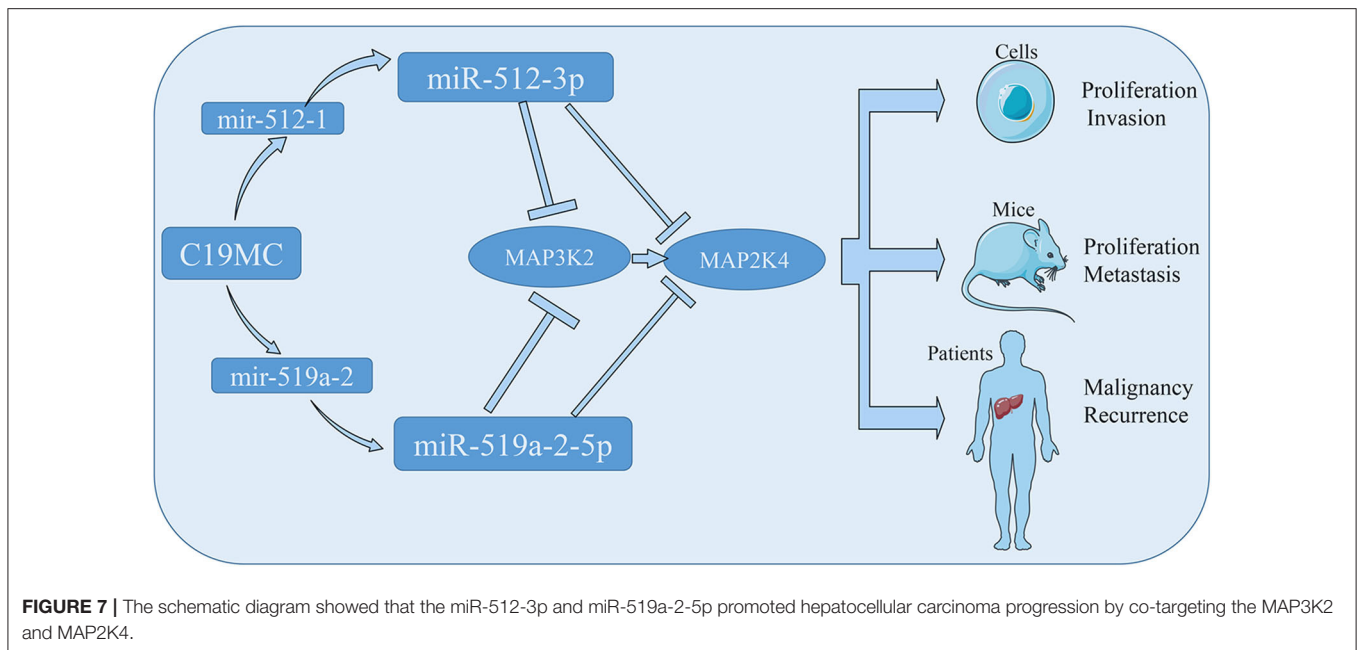 miR-512-3p
mir-512-1
C19MC
mir-519a-2
miR-519a-2-5p
MAP3K2
MAP2K4
Cells
Proliferation
Invasion
Mice
Proliferation
Metastasis
Patients
Malignancy
Recurrence
FIGURE 7 | The schematic diagram showed that the miR-512-3p and miR-519a-2-5p promoted hepatocellular carcinoma progression by co-targeting the MAP3K2
and MAP2K4.